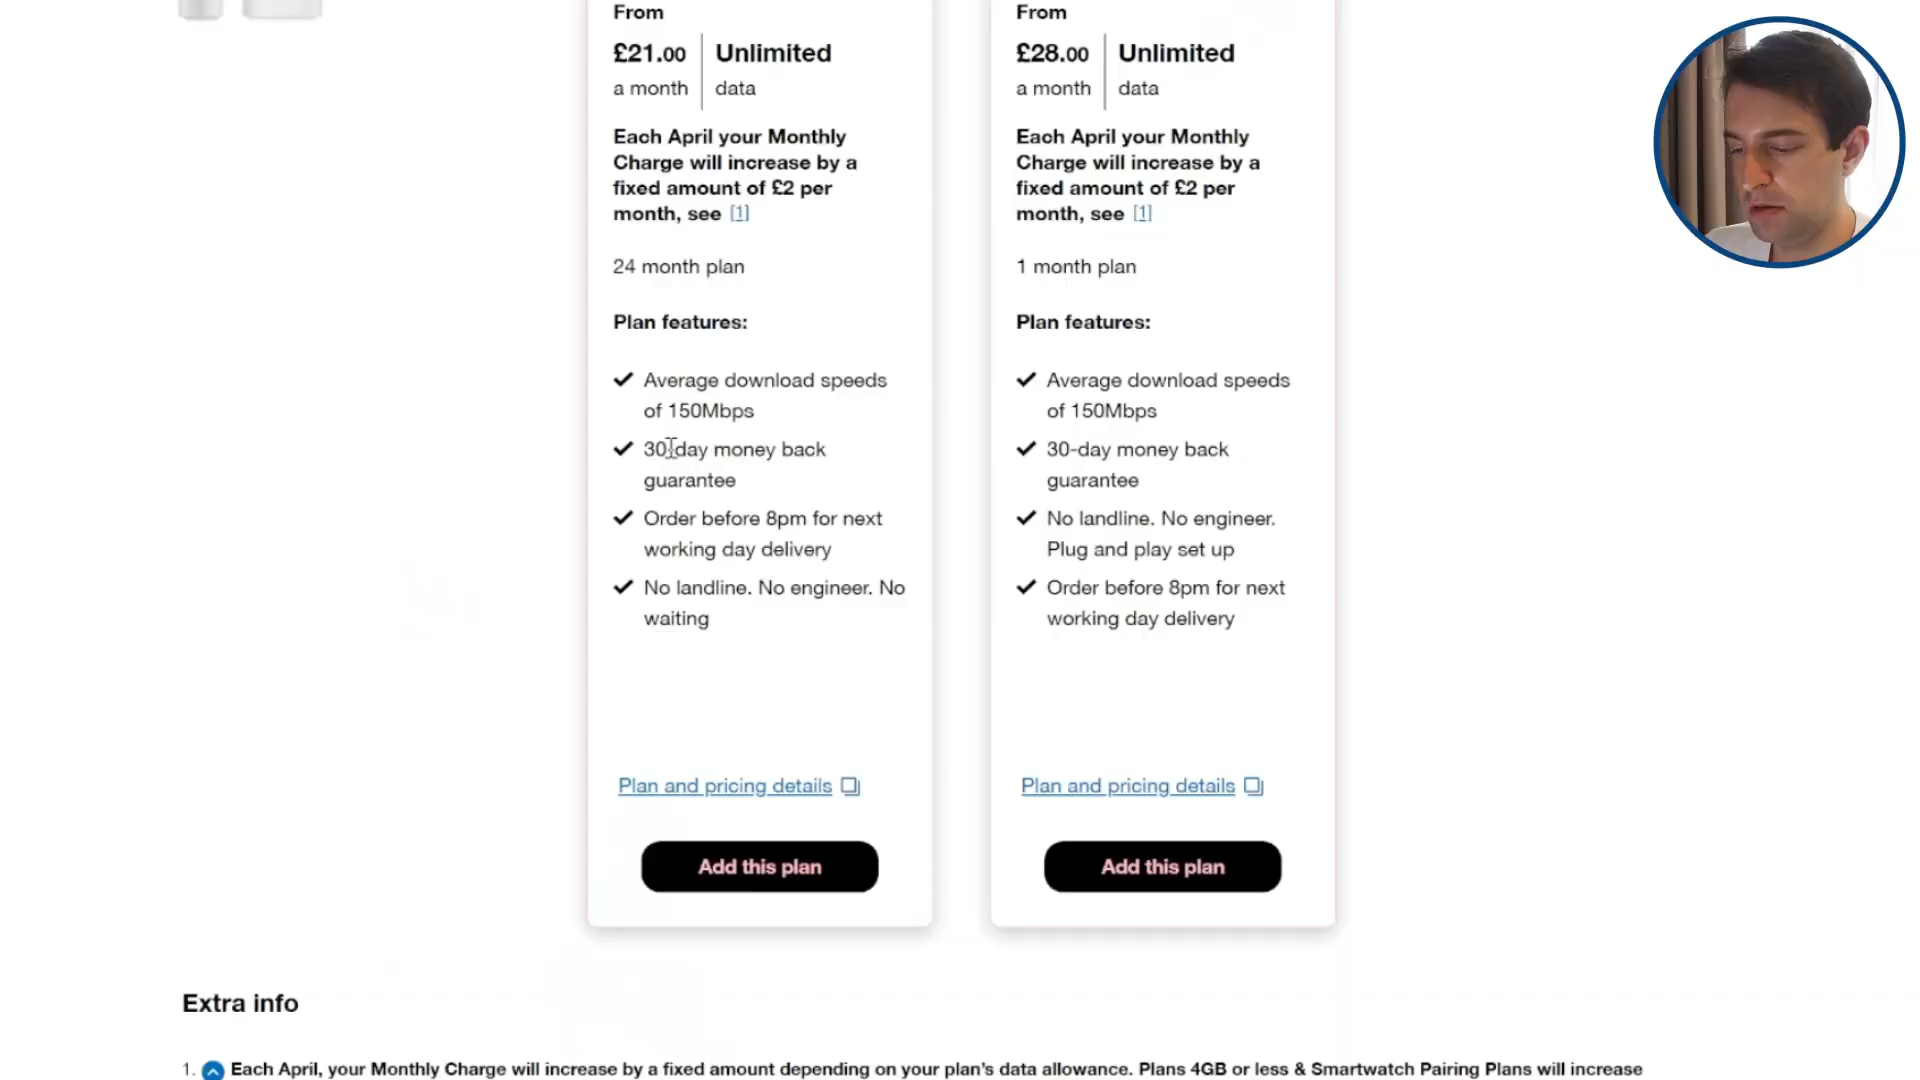 From
£21.00
a month
Unlimited
data
Each April your Monthly
Charge will increase by a
fixed amount of £2 per
month, see [1]
24 month plan
Plan features:
Average download speeds
of 150Mbps
30-day money back
guarantee
Order before 8pm for next
working day delivery
No landline. No engineer. No
waiting
Plan and pricing details
Add this plan
From
£28.00
a month
Unlimited
data
Each April your Monthly
Charge will increase by a
fixed amount of £2 per
month, see [1]
1 month plan
Plan features:
Average download speeds
of 150Mbps
30-day money back
guarantee
No landline. No engineer.
Plug and play set up
Order before 8pm for next
working day delivery
Plan and pricing details
Add this plan
Extra info
1. Each April, your Monthly Charge will increase by a fixed amount depending on your plan's data allowance. Plans 4GB or less & Smartwatch Pairing Plans will increase